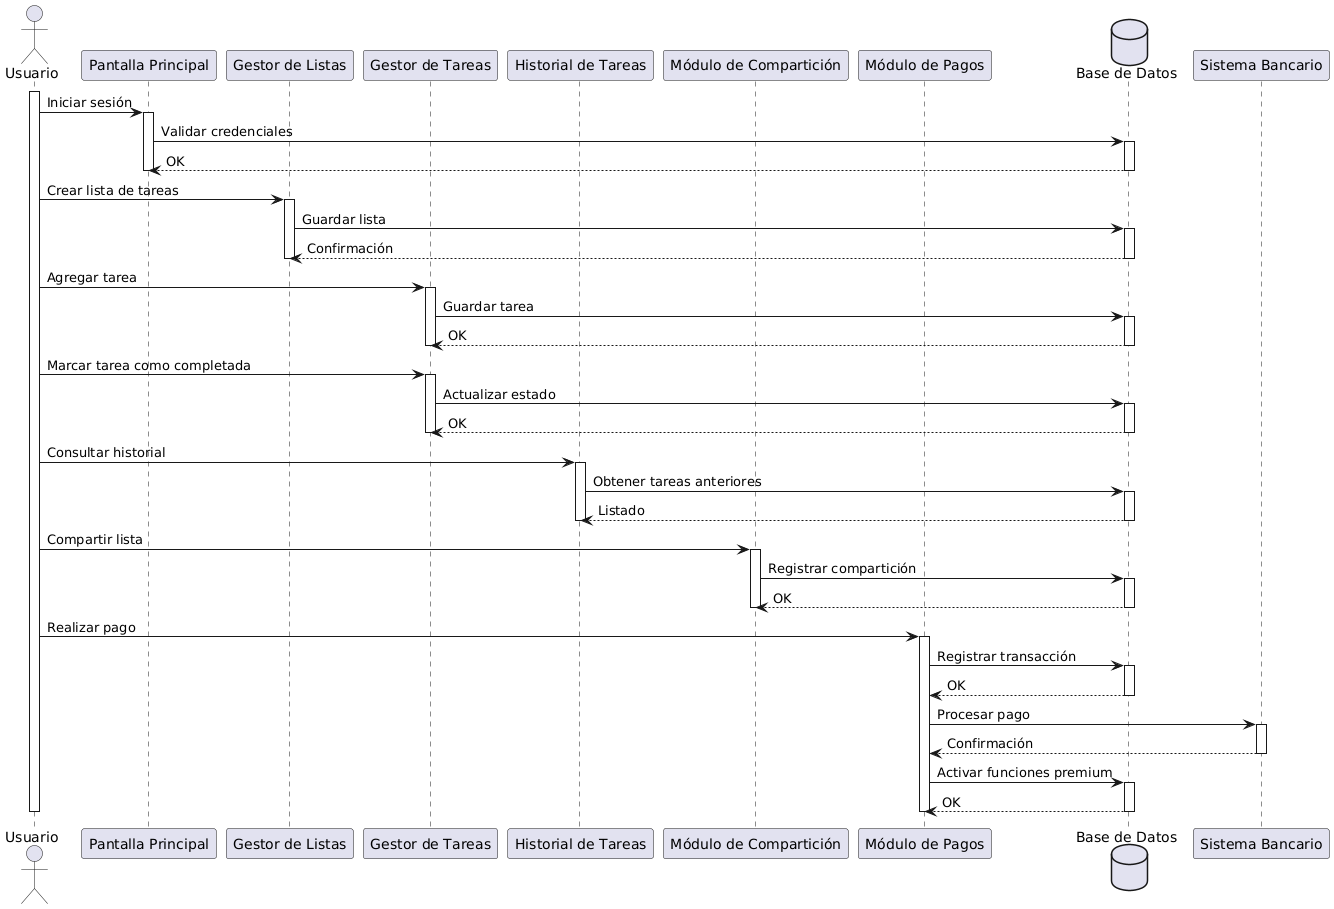 Usuario
Pantalla Principal
Gestor de Listas
Gestor de Tareas
Historial de Tareas
Módulo de Compartición
Módulo de Pagos
Base de Datos
Sistema Bancario
Iniciar sesión
Validar credenciales
OK
Crear lista de tareas
Guardar lista
Confirmación
Agregar tarea
Guardar tarea
OK
Marcar tarea como completada
Actualizar estado
OK
Consultar historial
Obtener tareas anteriores
Listado
Compartir lista
Registrar compartición
OK
Realizar pago
Registrar transacción
OK
Procesar pago
Confirmación
Activar funciones premium
OK
Usuario
Pantalla Principal
Gestor de Listas
Gestor de Tareas
Historial de Tareas
Módulo de Compartición
Módulo de Pagos
Base de Datos
Sistema Bancario